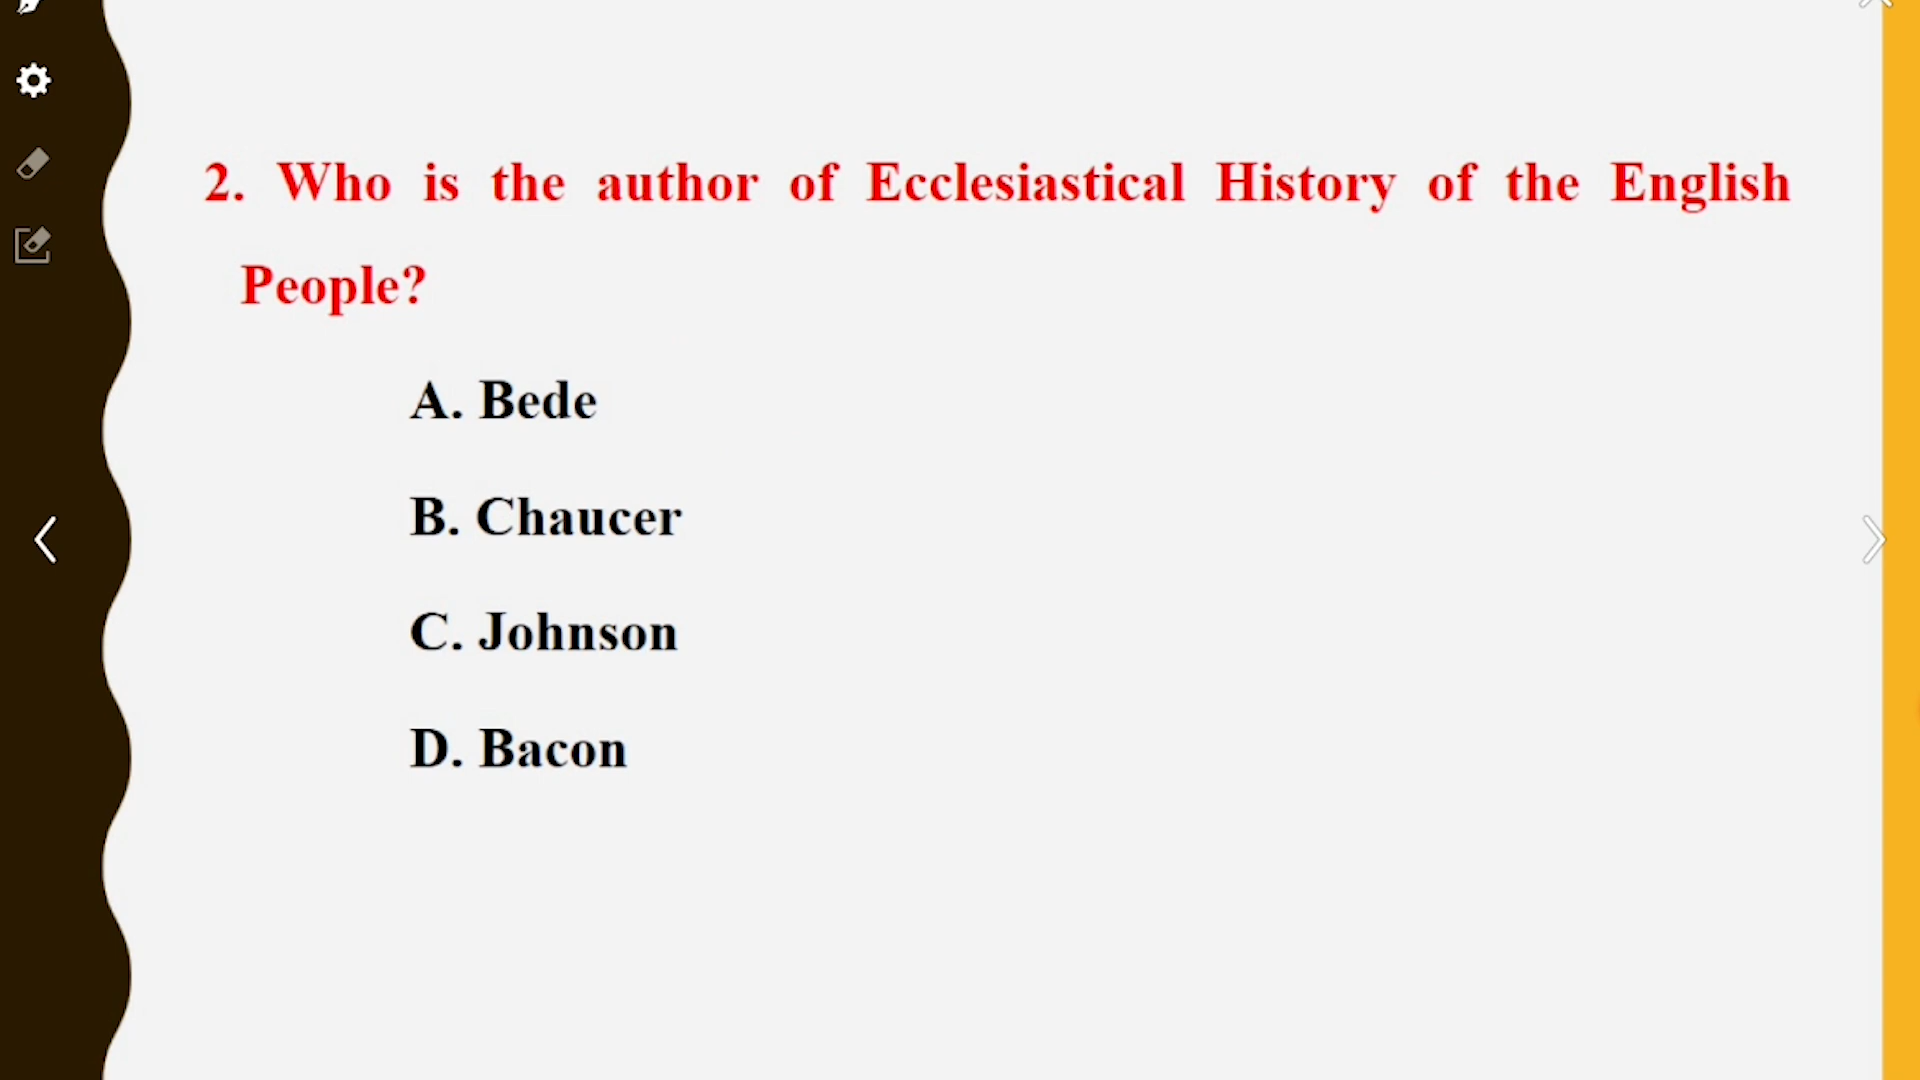 2. Who is the author of Ecclesiastical History of the English
People?
A. Bede
B. Chaucer
C. Johnson
D. Bacon